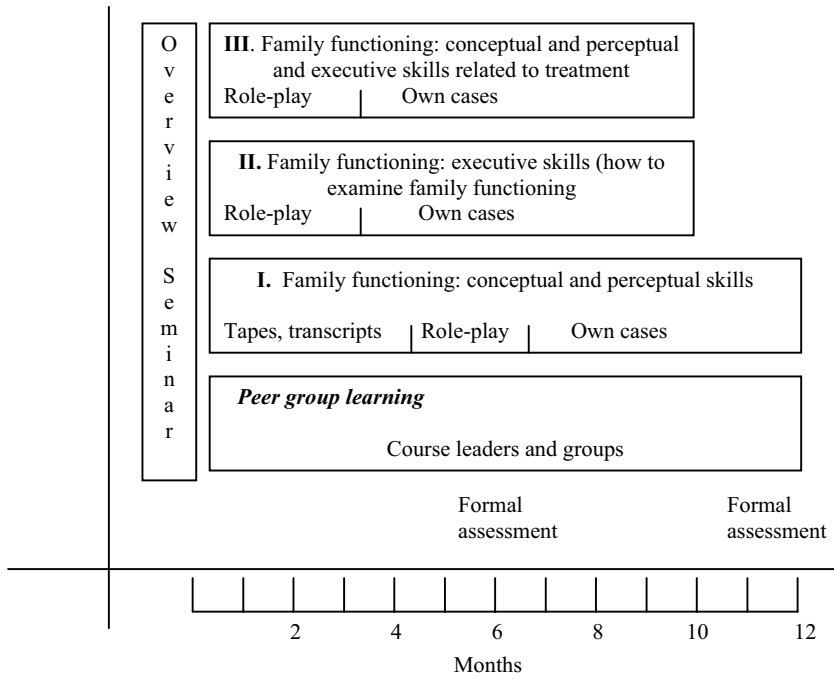 Overview Seminar
III. Family functioning: conceptual and perceptual
and executive skills related to treatment
Role-play Own cases
II. Family functioning: executive skills (how to
examine family functioning
Role-play Own cases
I. Family functioning: conceptual and perceptual skills
Tapes, transcripts Role-play Own cases
Peer group learning
Course leaders and groups
Formal Formal
assessment assessment
2 4 6 8 10 12
Months